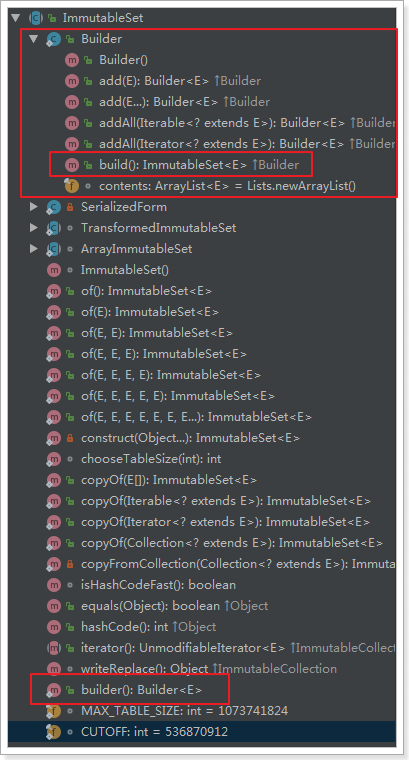 ImmutableSet
Builder
Builder()
add(E): Builder<E> ↑Builder
add(E...): Builder<E> ↑Builder
addAll(Iterable<? extends E>): Builder<E> ↑Builder
addAll(Iterator<? extends E>): Builder<E> ↑Builder
build(): ImmutableSet<E> ↑Builder
contents: ArrayList<E> = Lists.newArrayList()
SerializedForm
TransformedImmutableSet
ArrayImmutableSet
ImmutableSet()
of(): ImmutableSet<E>
of(E): ImmutableSet<E>
of(E, E): ImmutableSet<E>
of(E, E, E): ImmutableSet<E>
of(E, E, E, E): ImmutableSet<E>
of(E, E, E, E, E): ImmutableSet<E>
of(E, E, E, E, E, E, E...): ImmutableSet<E>
construct(Object...): ImmutableSet<E>
chooseTableSize(int): int
copyOf(E[]): ImmutableSet<E>
copyOf(Iterable<? extends E>): ImmutableSet<E>
copyOf(Iterator<? extends E>): ImmutableSet<E>
copyOf(Collection<? extends E>): ImmutableSet<E>
copyFromCollection(Collection<? extends E>): Immuta
isHashCodeFast(): boolean
equals(Object): boolean ↑Object
hashCode(): int ↑Object
iterator(): UnmodifiableIterator<E> ↑ImmutableCollec
writeReplace(): Object ↑ImmutableCollection
builder(): Builder<E>
MAX_TABLE_SIZE: int = 1073741824
CUTOFF: int = 536870912